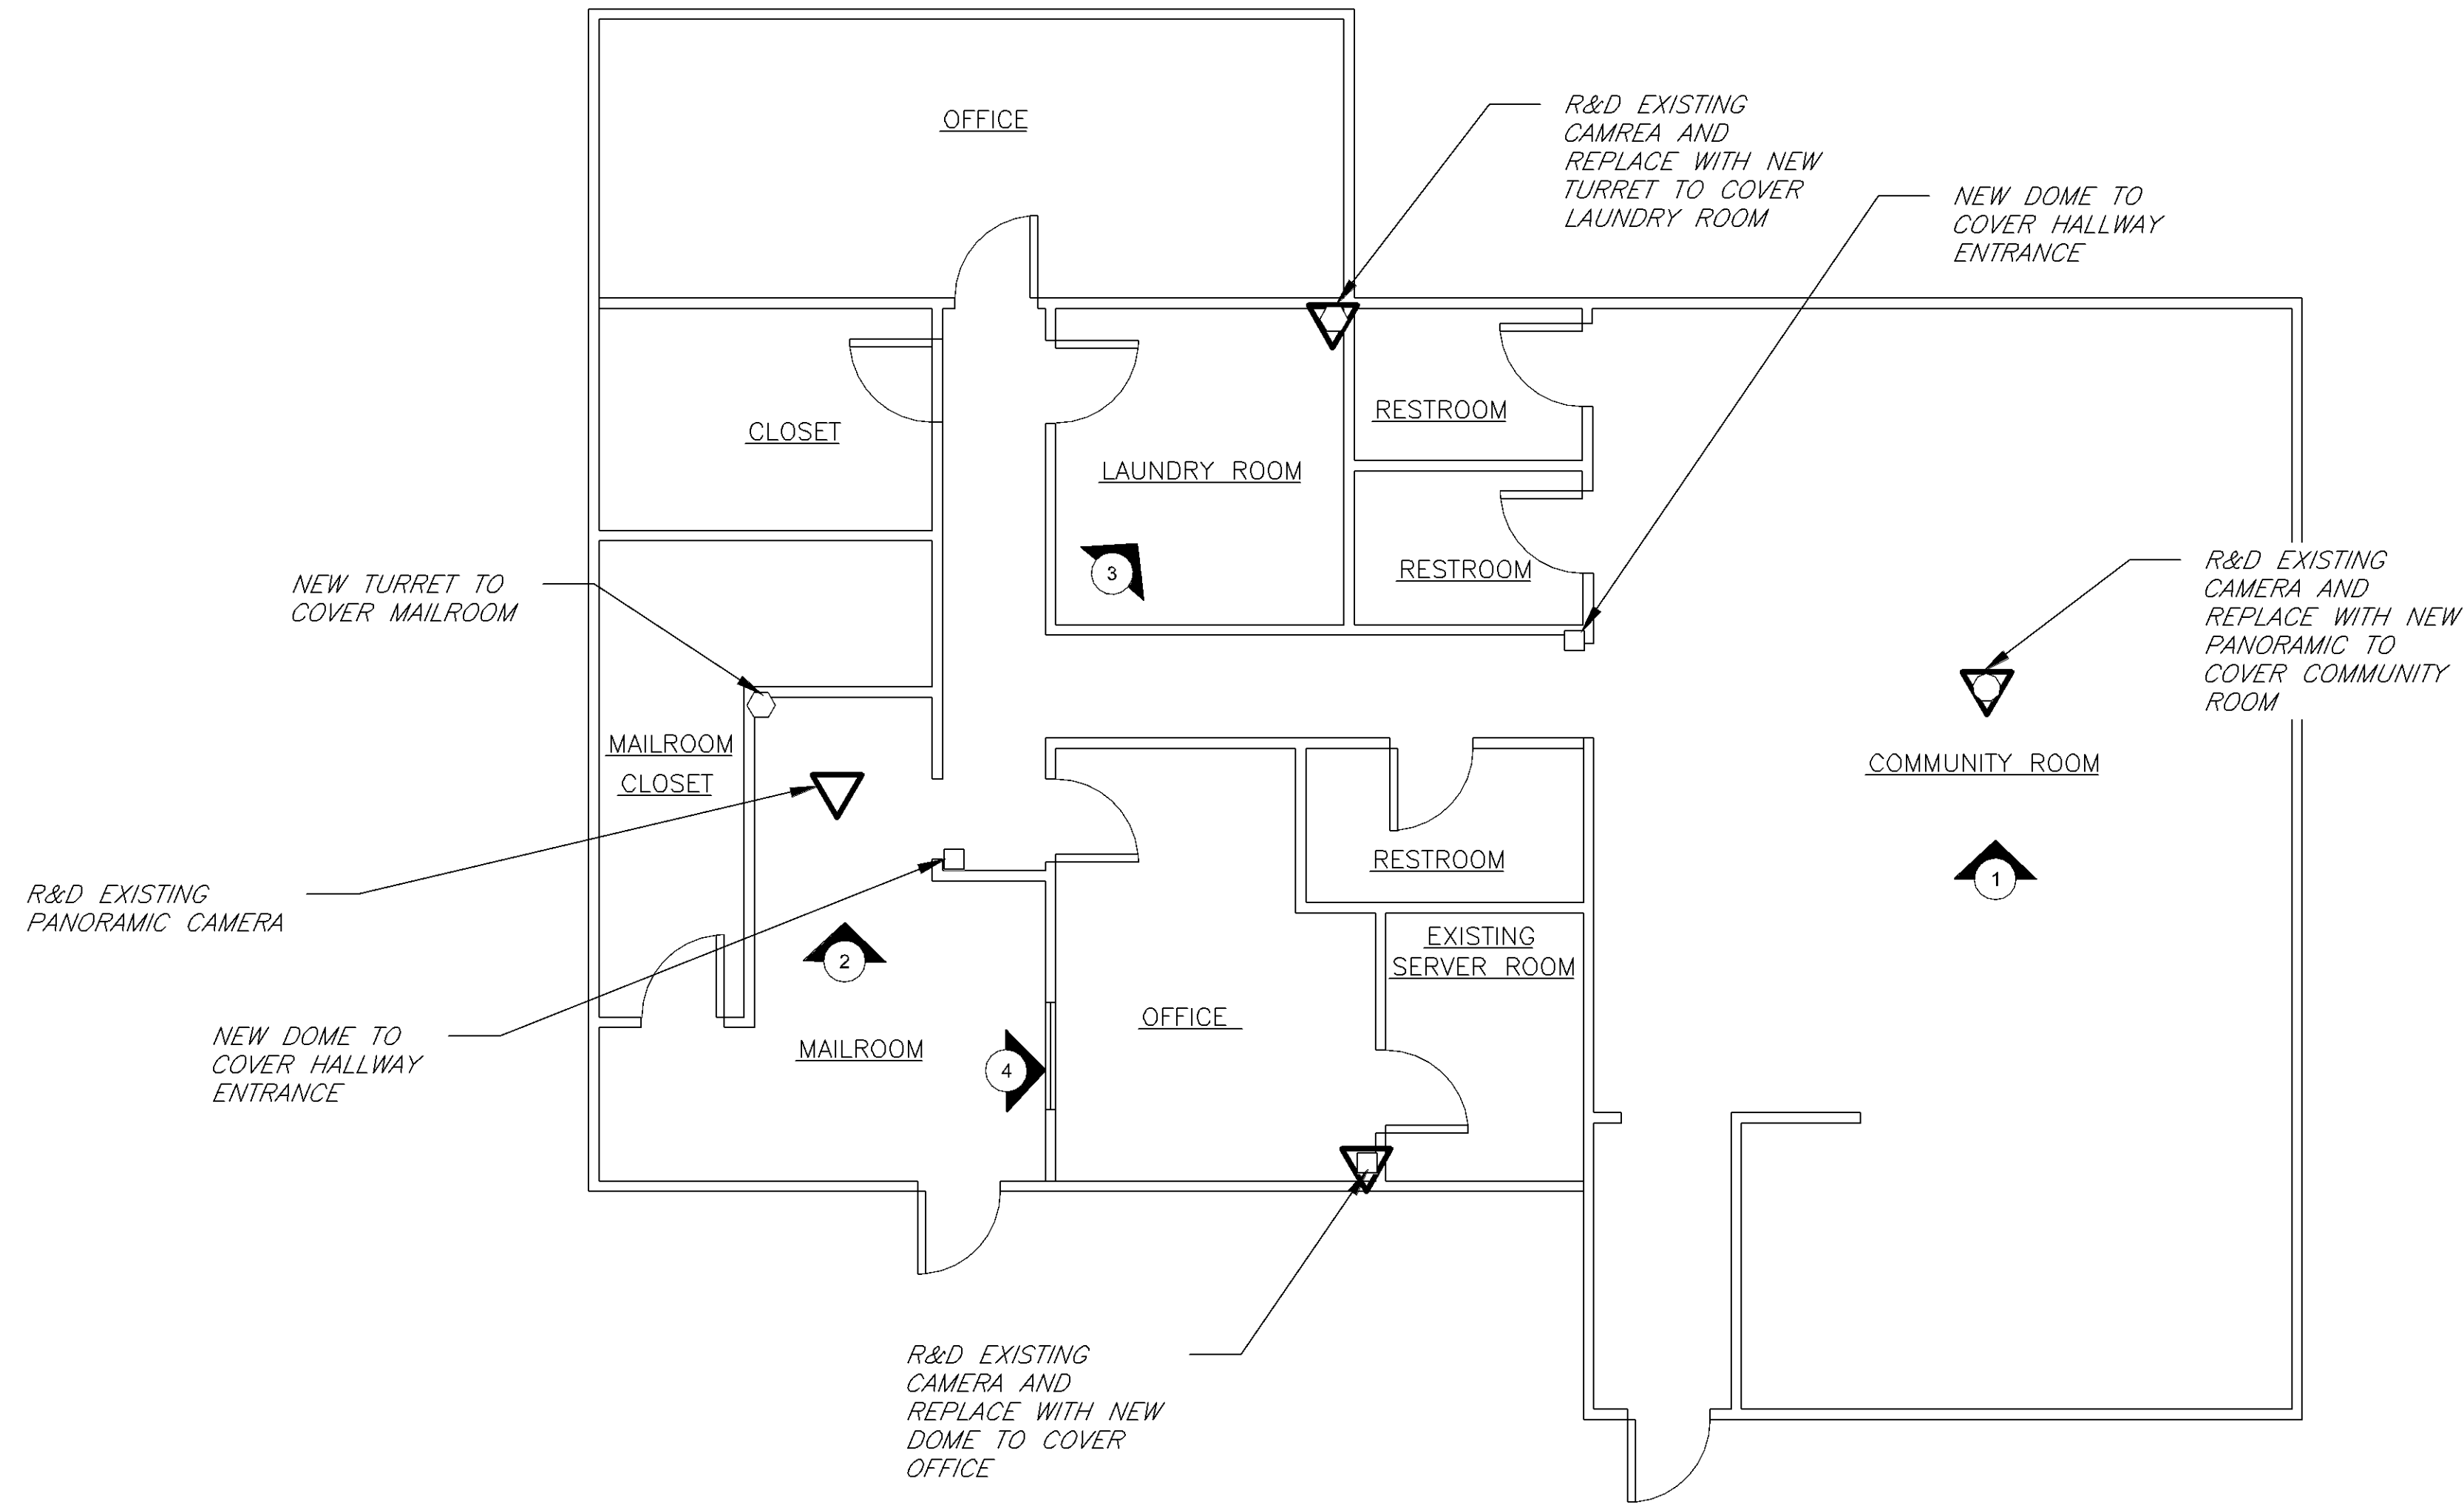 OFFICE
R&D EXISTING
CAMREA AND
REPLACE WITH NEW
TURRET TO COVER
LAUNDRY ROOM
NEW DOME TO
COVER HALLWAY
ENTRANCE
CLOSET
LAUNDRY ROOM
RESTROOM
RESTROOM
3
NEW TURRET TO
COVER MAILROOM
R&D EXISTING
CAMERA AND
REPLACE WITH NEW
PANORAMIC TO
COVER COMMUNITY
ROOM
MAILROOM
CLOSET
COMMUNITY ROOM
1
RESTROOM
R&D EXISTING
PANORAMIC CAMERA
2
EXISTING
SERVER ROOM
OFFICE
MAILROOM
4
NEW DOME TO
COVER HALLWAY
ENTRANCE
R&D EXISTING
CAMERA AND
REPLACE WITH NEW
DOME TO COVER
OFFICE